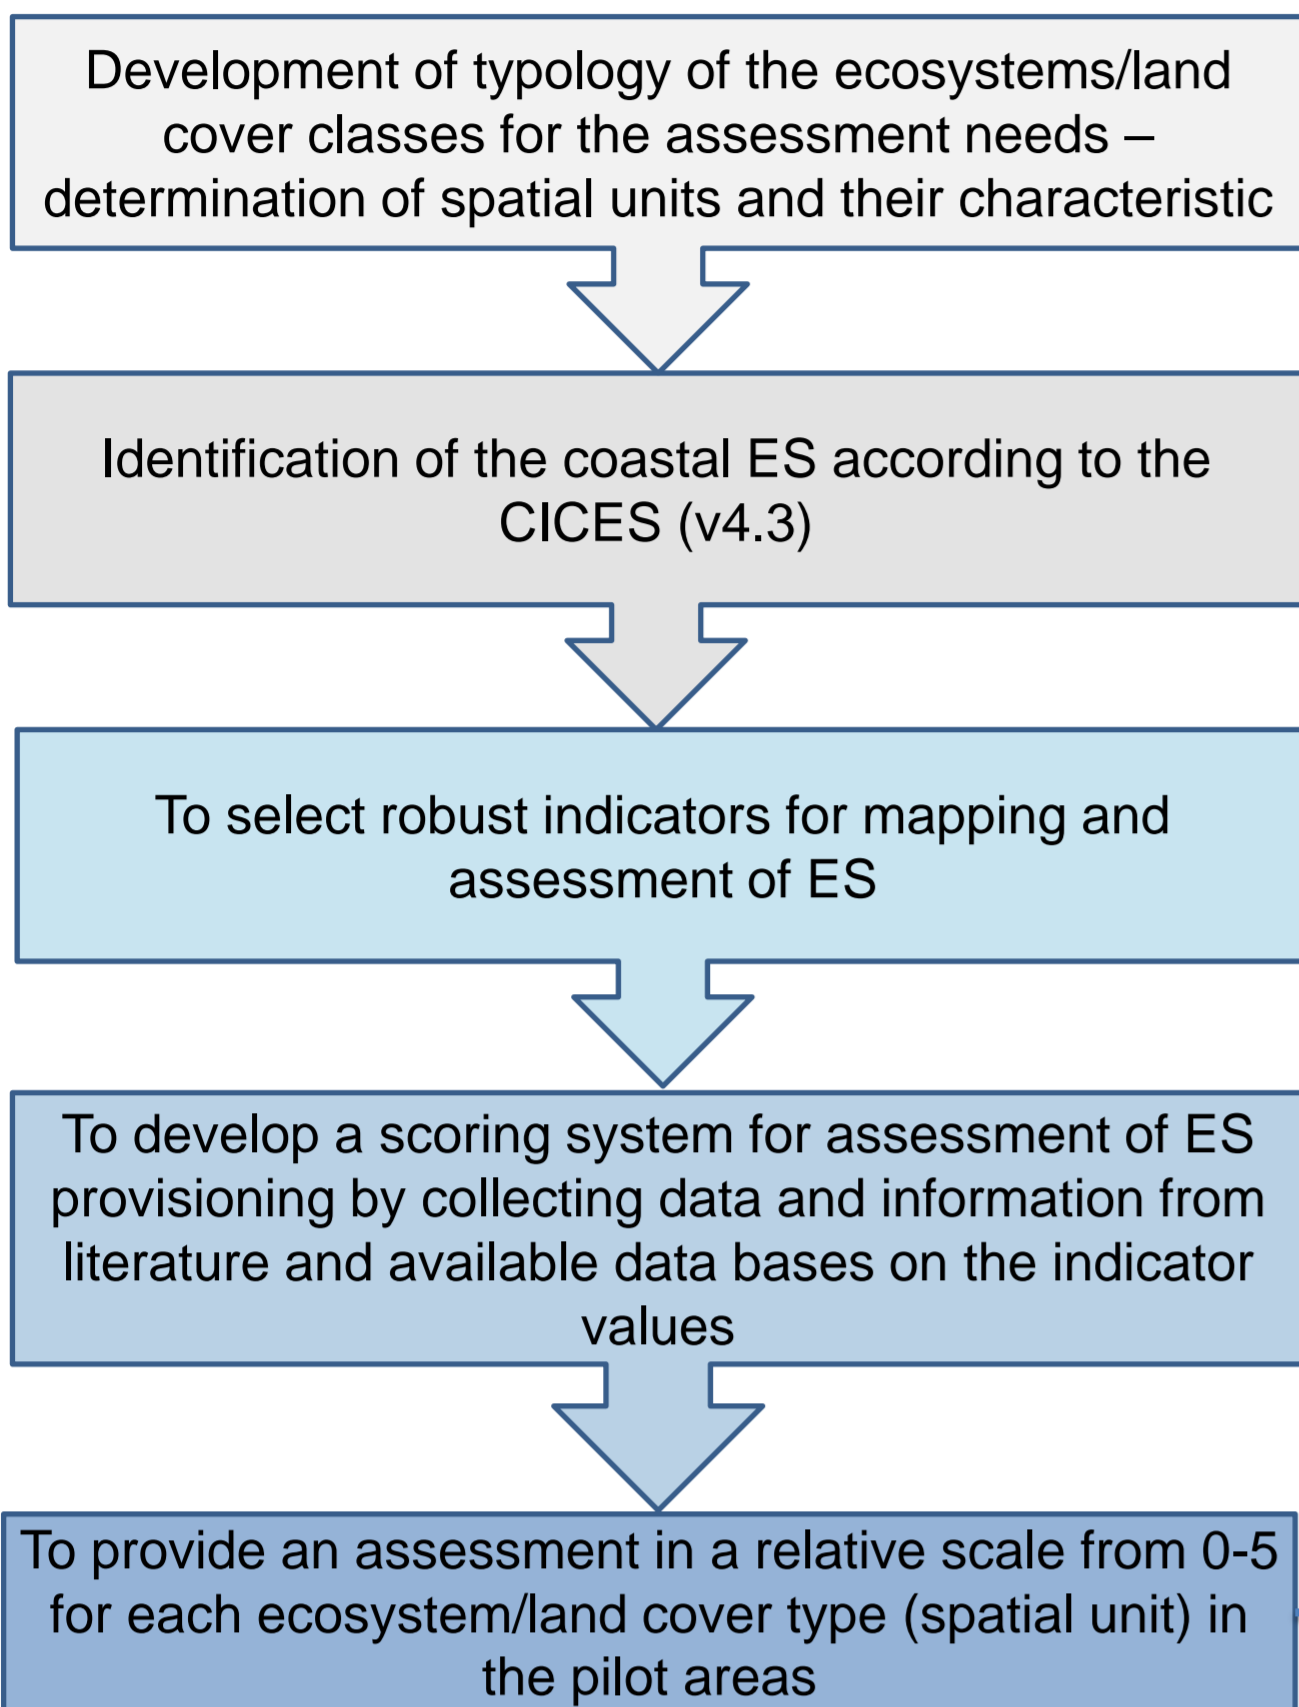 Development of typology of the ecosystems/land
cover classes for the assessment needs –
determination of spatial units and their characteristic
Identification of the coastal ES according to the
CICES (v4.3)
To select robust indicators for mapping and
assessment of ES
To develop a scoring system for assessment of ES
provisioning by collecting data and information from
literature and available data bases on the indicator
values
To provide an assessment in a relative scale from 0-5
for each ecosystem/land cover type (spatial unit) in
the pilot areas